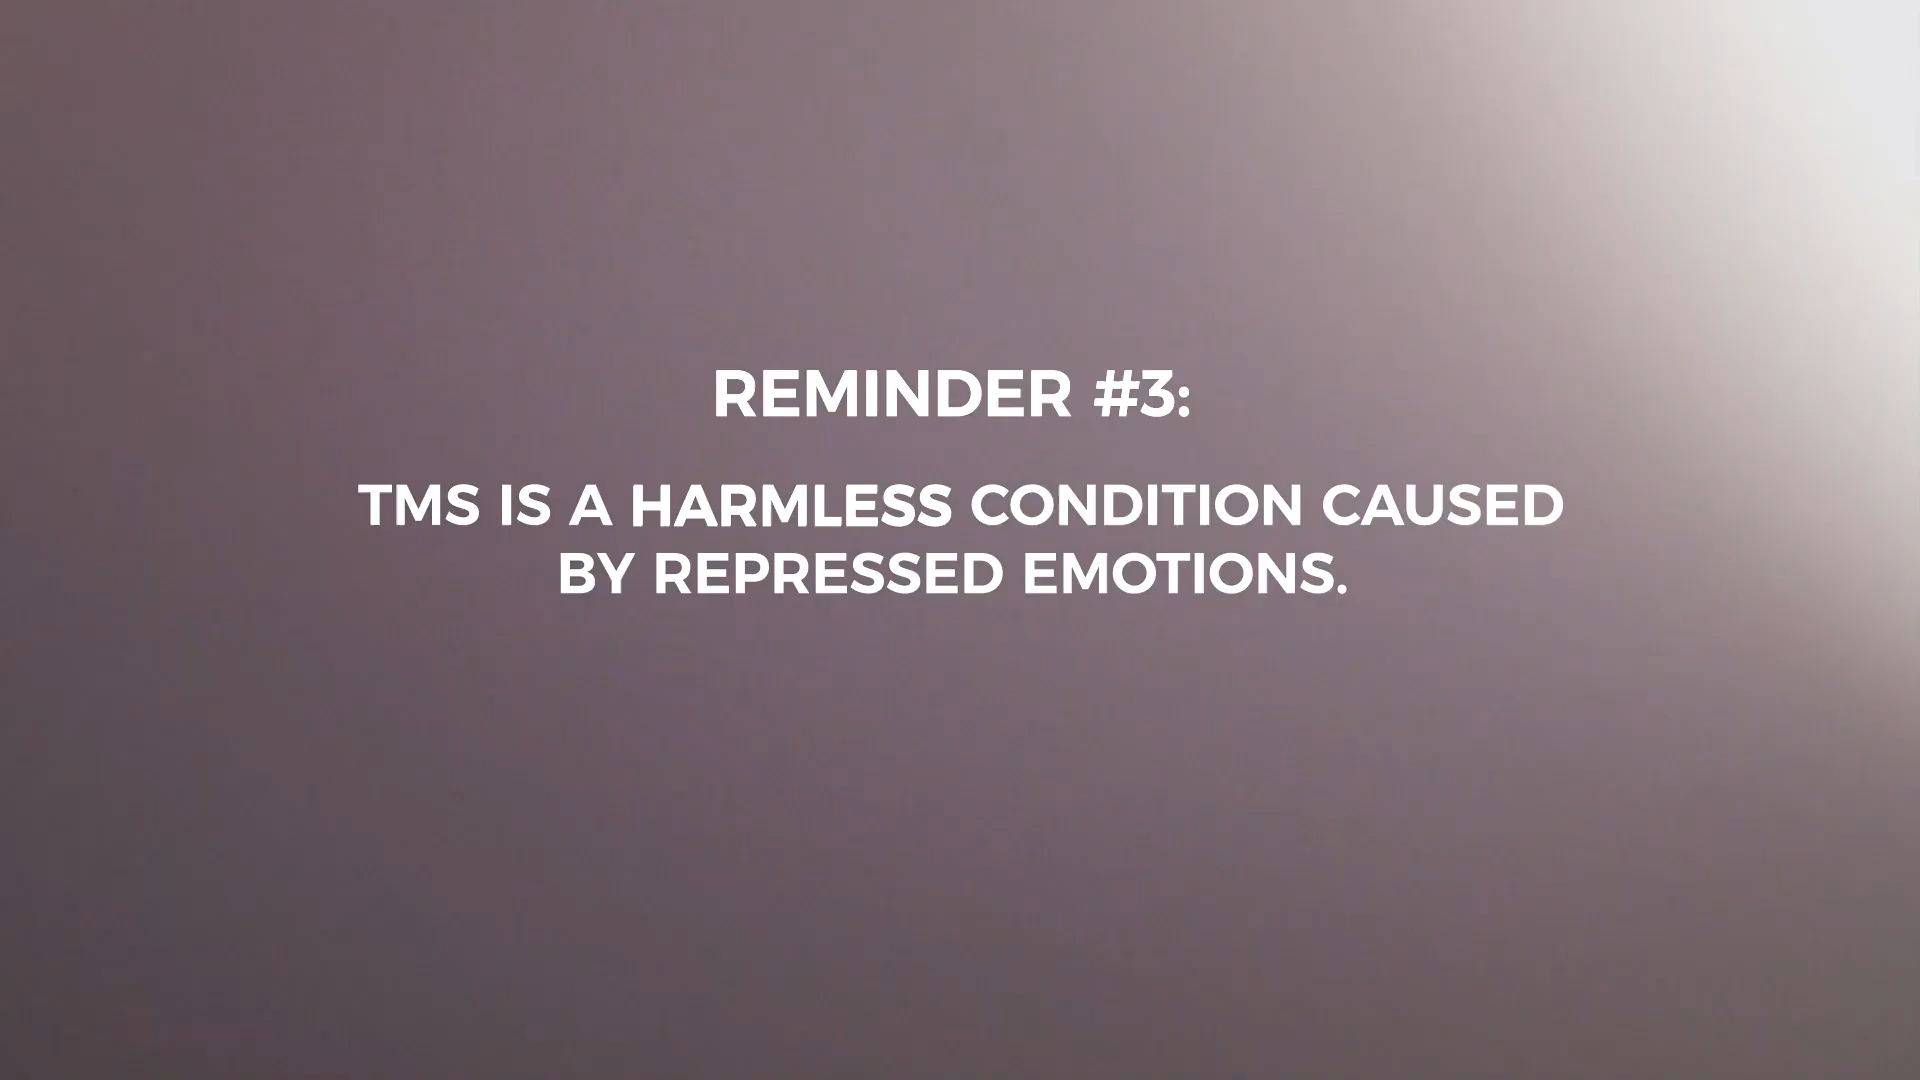 REMINDER #3:
TMS IS A HARMLESS CONDITION CAUSED
BY REPRESSED EMOTIONS.